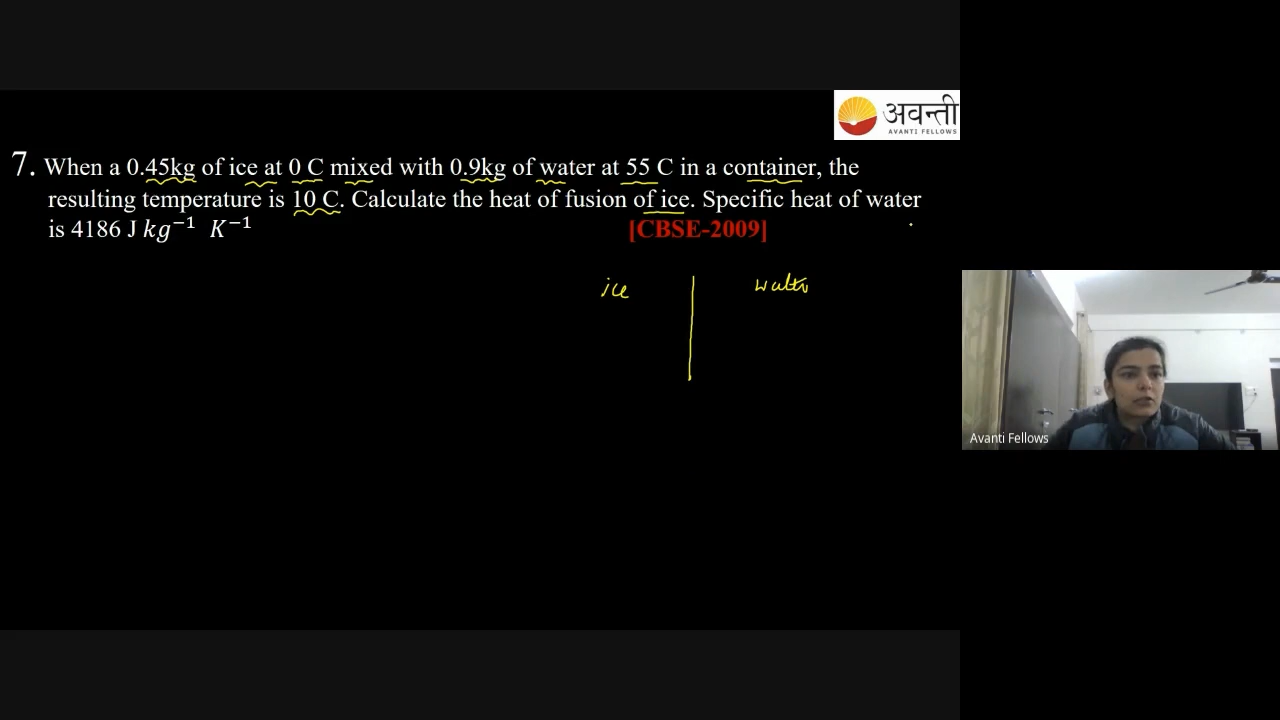 अवन्ती
AVANTI FELLOWS
7. When a 0.45kg of ice at 0 C mixed with 0.9kg of water at 55 C in a container, the
resulting temperature is 10 C. Calculate the heat of fusion of ice. Specific heat of water
is 4186 J kg⁻¹ K⁻¹ [CBSE-2009]
ice water
Avanti Fellows